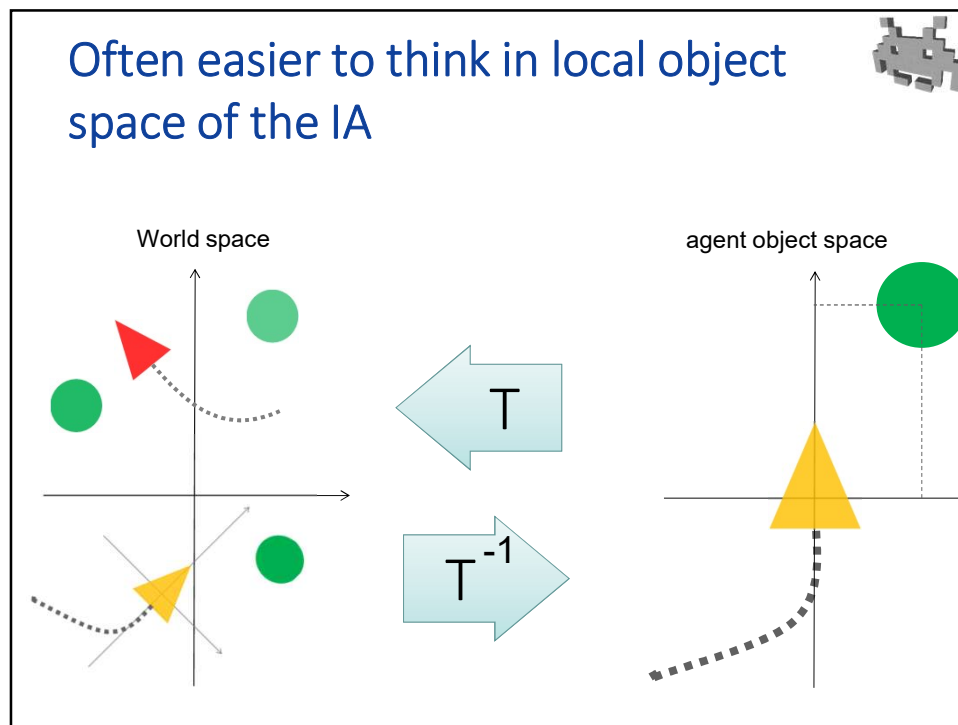 Often easier to think in local object
space of the IA
World space
agent object space
T
T-1